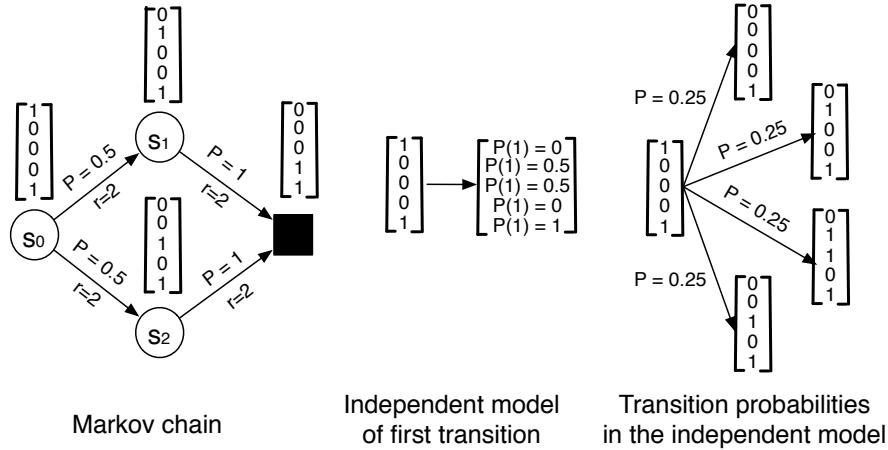 0
1
0
0
1
1
0
0
0
1
S0
P = 0.5
r=2
S1
P = 1
r=2
0
0
0
1
1
0
0
1
0
1
P = 0.5
r=2
S2
P = 1
r=2
Markov chain
1
0
0
0
1
P(1) = 0
P(1) = 0.5
P(1) = 0.5
P(1) = 0
P(1) = 1
Independent model
of first transition
1
0
0
0
1
P = 0.25
0
0
0
0
1
P = 0.25
0
1
0
0
1
P = 0.25
0
1
1
0
1
P = 0.25
0
0
1
0
1
Transition probabilities
in the independent model